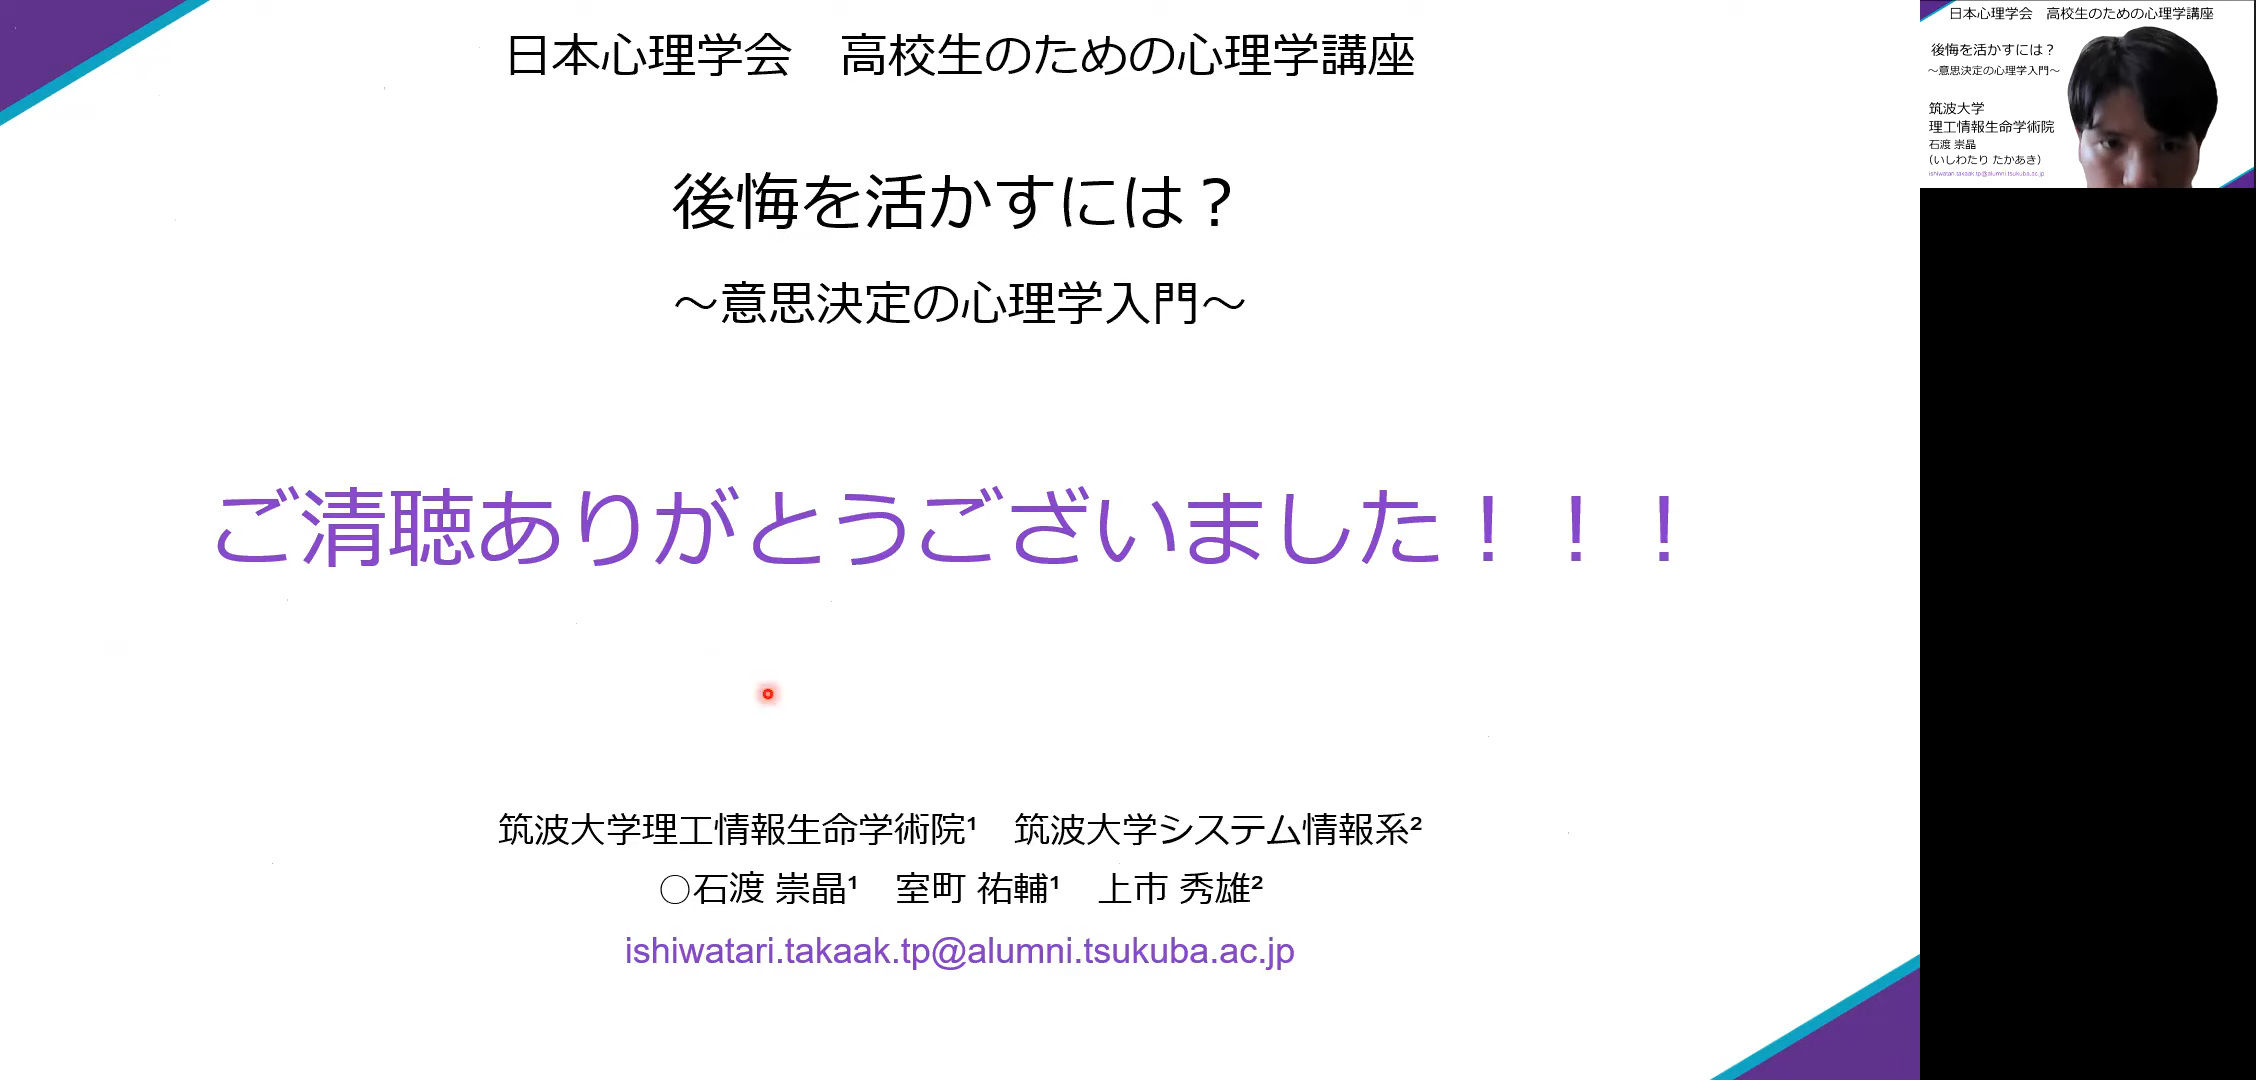 日本心理学会　高校生のための心理学講座
後悔を活かすには？
～意思決定の心理学入門～
ご清聴ありがとうございました！！！
筑波大学理工情報生命学術院¹　筑波大学システム情報系²
○石渡 崇晶¹　室町 祐輔¹　上市 秀雄²
ishiwatari.takaak.tp@alumni.tsukuba.ac.jp
日本心理学会　高校生のための心理学講座
後悔を活かすには？
～意思決定の心理学入門～
筑波大学
理工情報生命学術院
石渡 崇晶
（いしわたり たかあき）
ishiwatari.takaak.tp@alumni.tsukuba.ac.jp